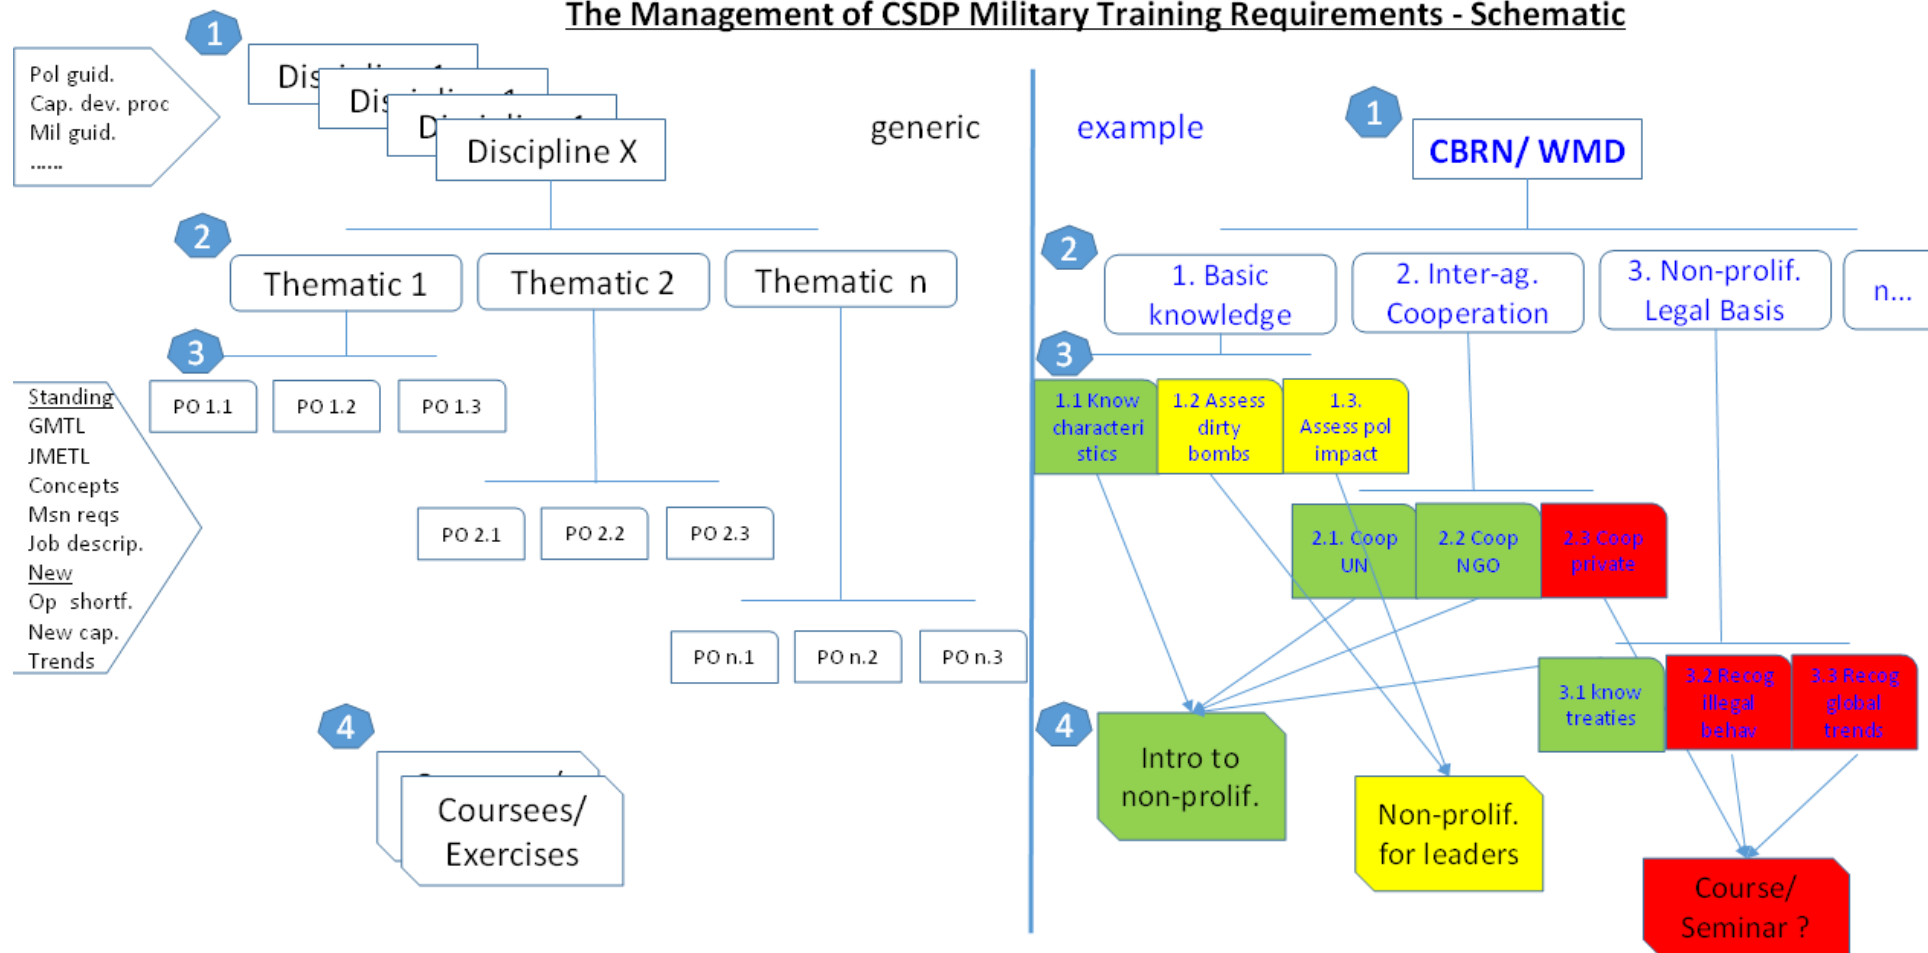 The Management of CSDP Military Training Requirements - Schematic
1
Pol guid.
Cap. dev. proc
Mil guid.
......
Discipline X
generic
2
Thematic 1
Thematic 2
Thematic n
3
PO 1.1
PO 1.2
PO 1.3
Standing
GMTL
JMETL
Concepts
Msn reqs
Job descrip.
New
Op shortf.
New cap.
Trends
PO 2.1
PO 2.2
PO 2.3
PO n.1
PO n.2
PO n.3
4
Coursees/
Exercises
example
1
CBRN/ WMD
2
1. Basic
knowledge
2. Inter-ag.
Cooperation
3. Non-prolif.
Legal Basis
n...
3
1.1 Know
characteri
stics
1.2 Assess
dirty
bombs
1.3.
Assess pol
impact
2.1. Coop
UN
2.2 Coop
NGO
2.3 Coop
private
3.1 know
treaties
3.2 Recog
illegal
behav
3.3 Recog
global
trends
4
Intro to
non-prolif.
Non-prolif.
for leaders
Course/
Seminar ?